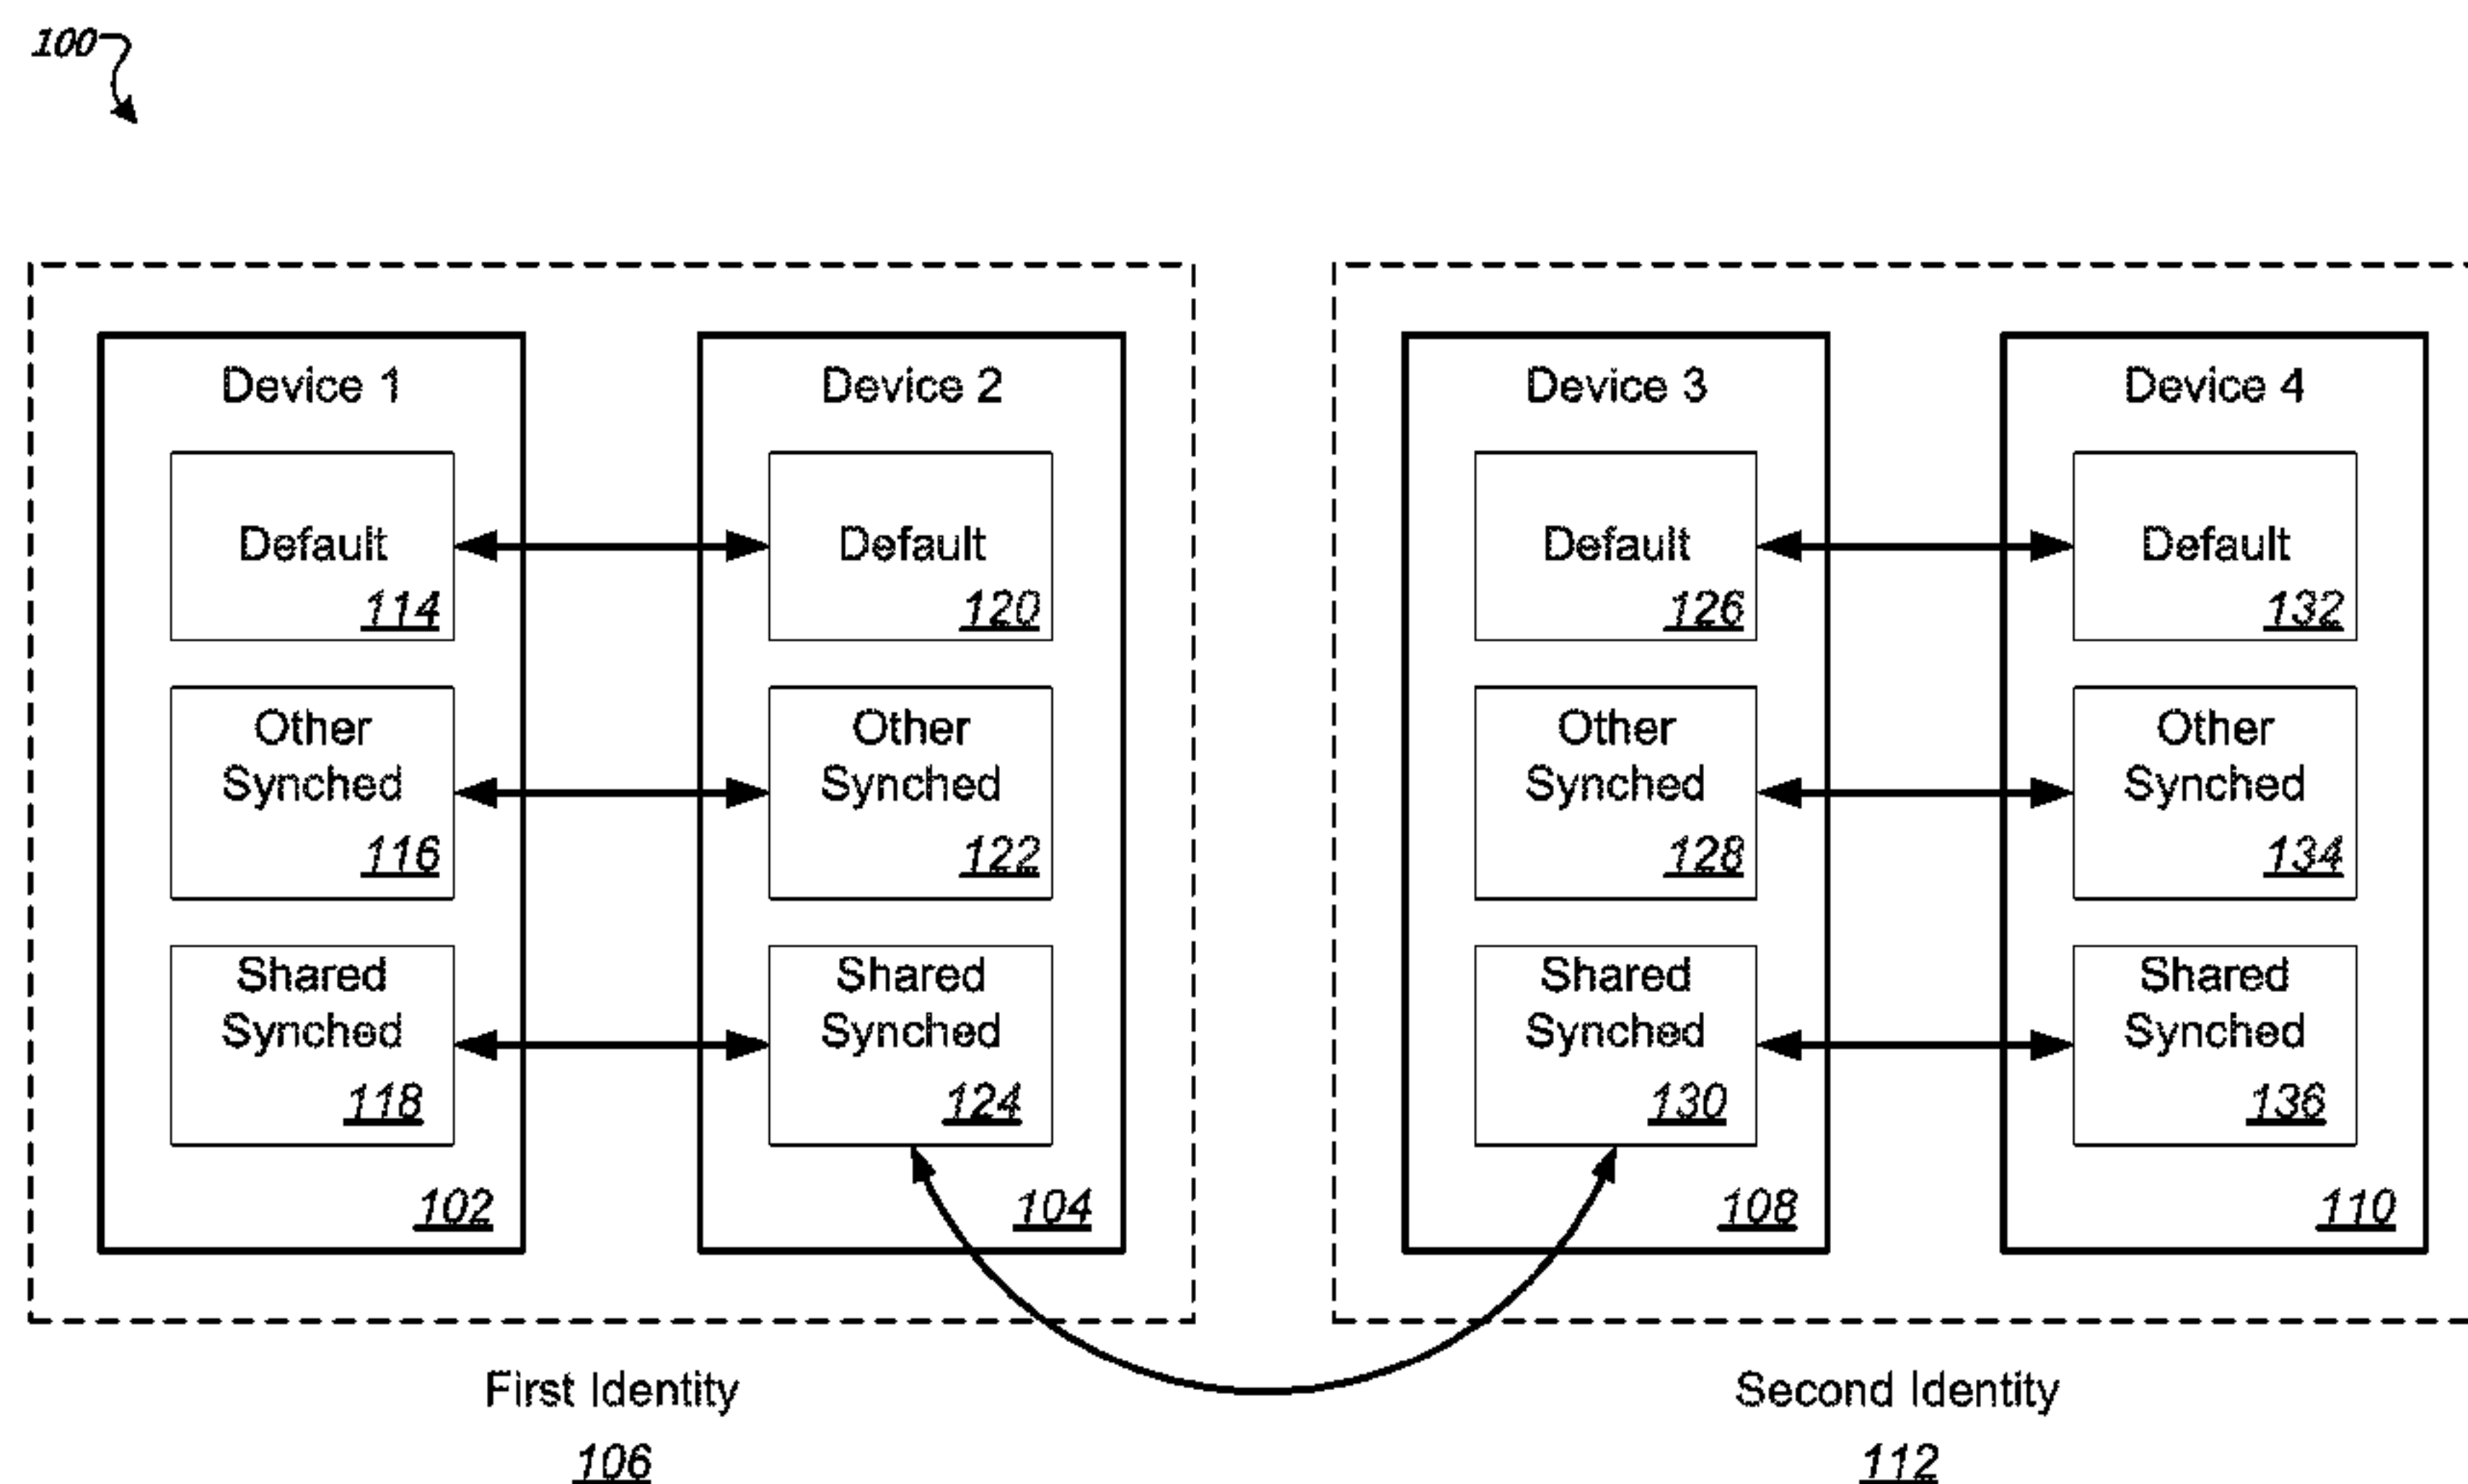 100
Device 1
Default
114
Other
Synched
116
Shared
Synched
118
102
Device 2
Default
120
Other
Synched
122
Shared
Synched
124
104
First Identity
106
Device 3
Default
126
Other
Synched
128
Shared
Synched
130
108
Device 4
Default
132
Other
Synched
134
Shared
Synched
136
110
Second Identity
112